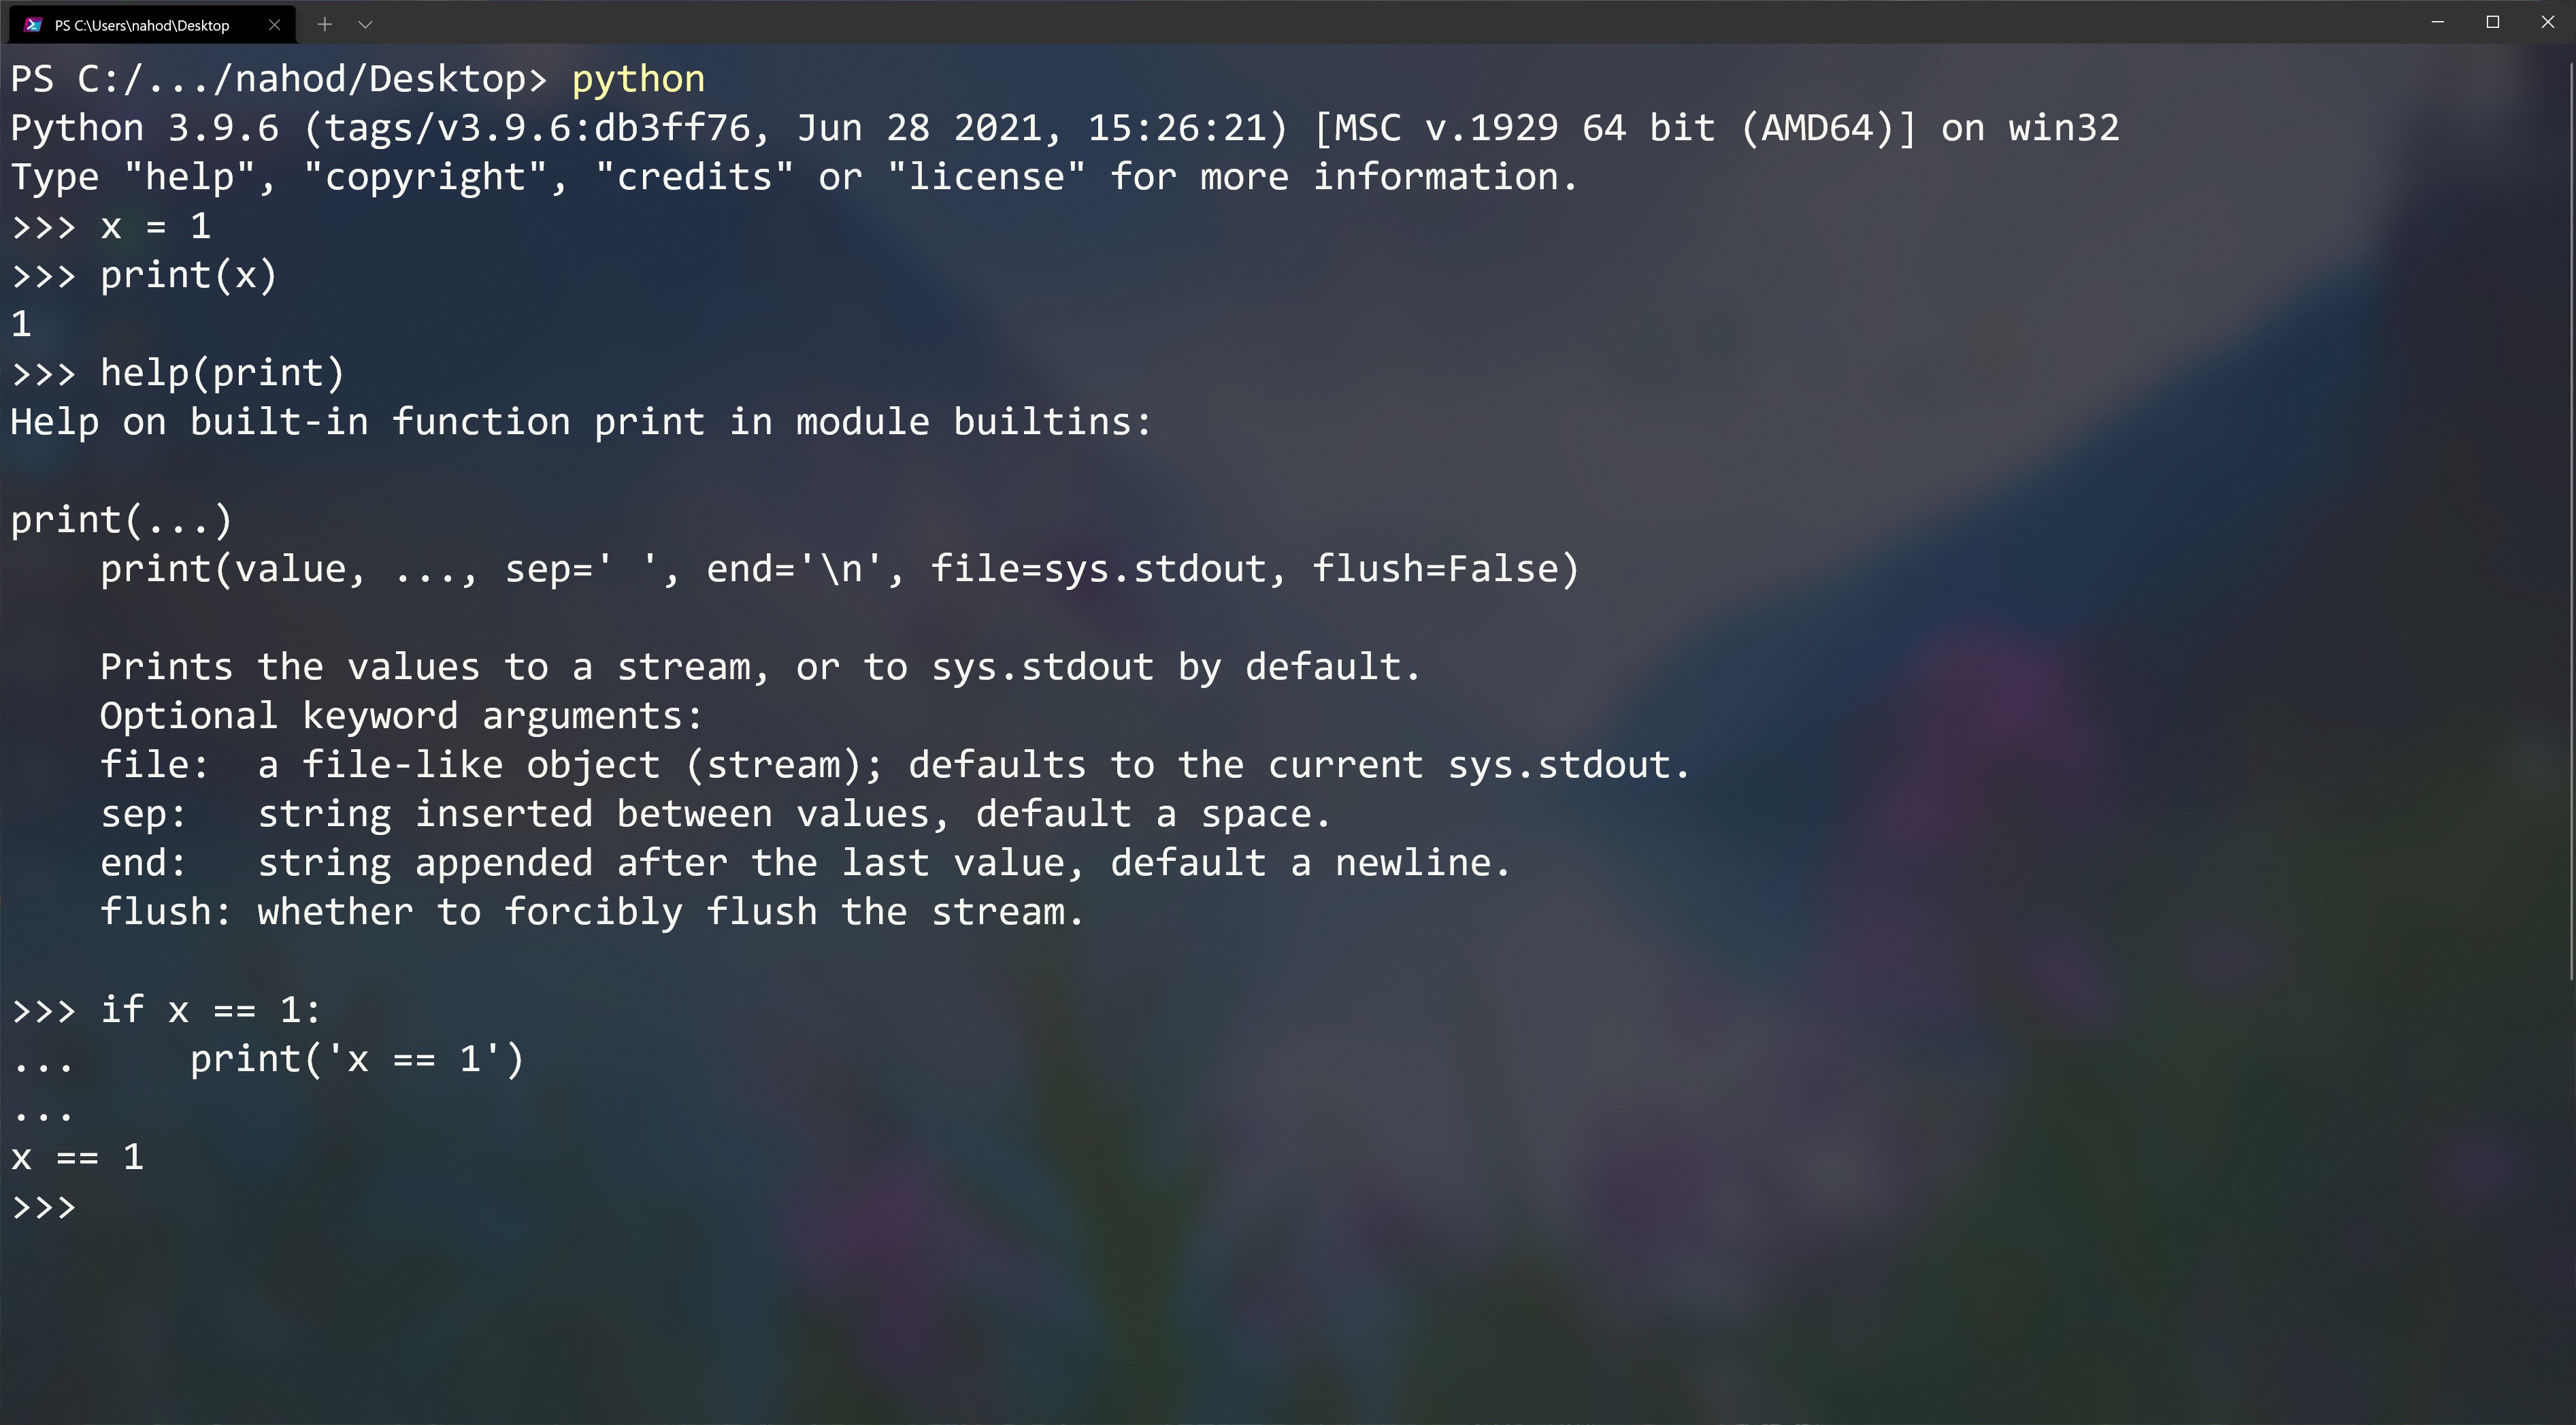 PS C:\Users\nahod\Desktop
PS C:/.../nahod/Desktop> python
Python 3.9.6 (tags/v3.9.6:db3ff76, Jun 28 2021, 15:26:21) [MSC v.1929 64 bit (AMD64)] on win32
Type "help", "copyright", "credits" or "license" for more information.
>>> x = 1
>>> print(x)
1
>>> help(print)
Help on built-in function print in module builtins:

print(...)
    print(value, ..., sep=' ', end='\n', file=sys.stdout, flush=False)

    Prints the values to a stream, or to sys.stdout by default.
    Optional keyword arguments:
    file:  a file-like object (stream); defaults to the current sys.stdout.
    sep:   string inserted between values, default a space.
    end:   string appended after the last value, default a newline.
    flush: whether to forcibly flush the stream.

>>> if x == 1:
...     print('x == 1')
...
x == 1
>>>